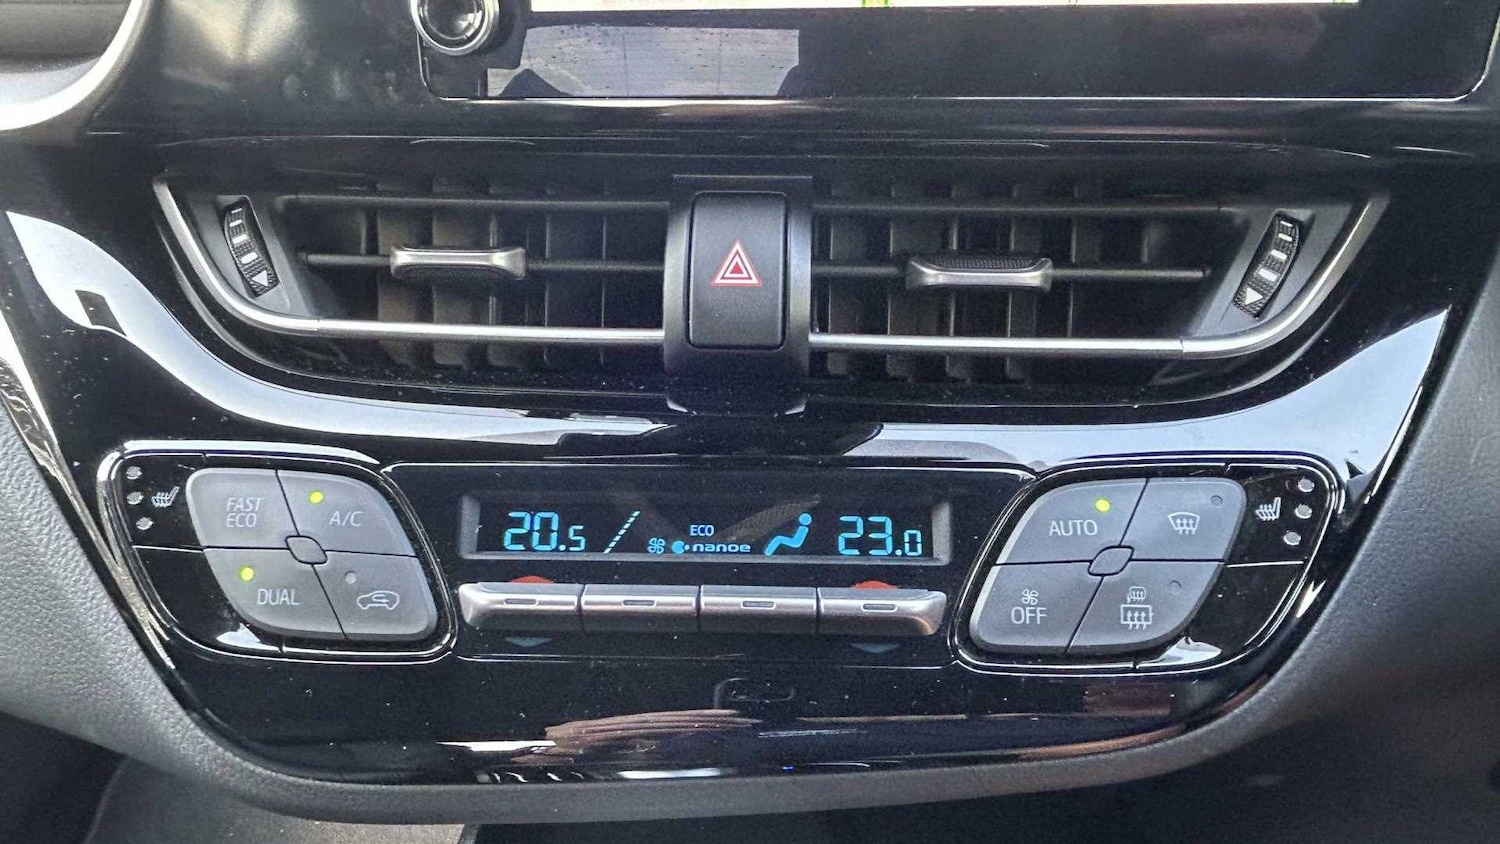 FAST
ECO
A/C
DUAL
20.5
ECO
nanoe
23.0
AUTO
OFF